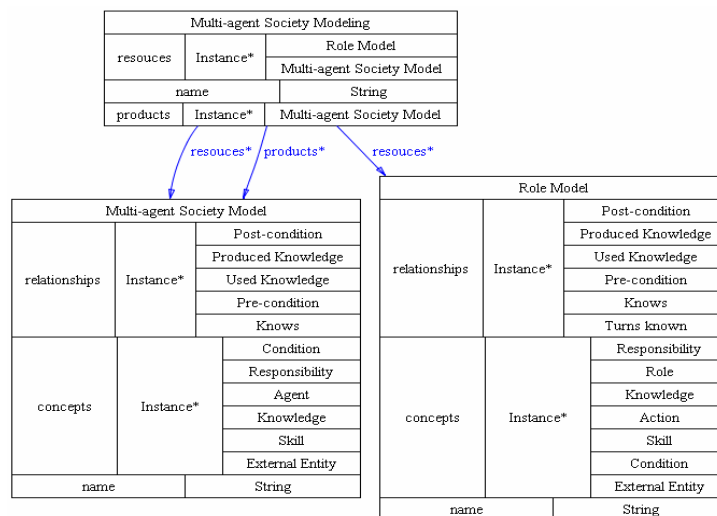 Multi-agent Society Modeling
resouces Instance* Role Model
Multi-agent Society Model
name String
products Instance* Multi-agent Society Model
resouces* products* resouces*
Multi-agent Society Model
relationships Instance* Post-condition
Produced Knowledge
Used Knowledge
Pre-condition
Knows
concepts Instance* Condition
Responsibility
Agent
Knowledge
Skill
External Entity
name String
Role Model
relationships Instance* Post-condition
Produced Knowledge
Used Knowledge
Pre-condition
Knows
Turns known
concepts Instance* Responsibility
Role
Knowledge
Action
Skill
Condition
External Entity
name String